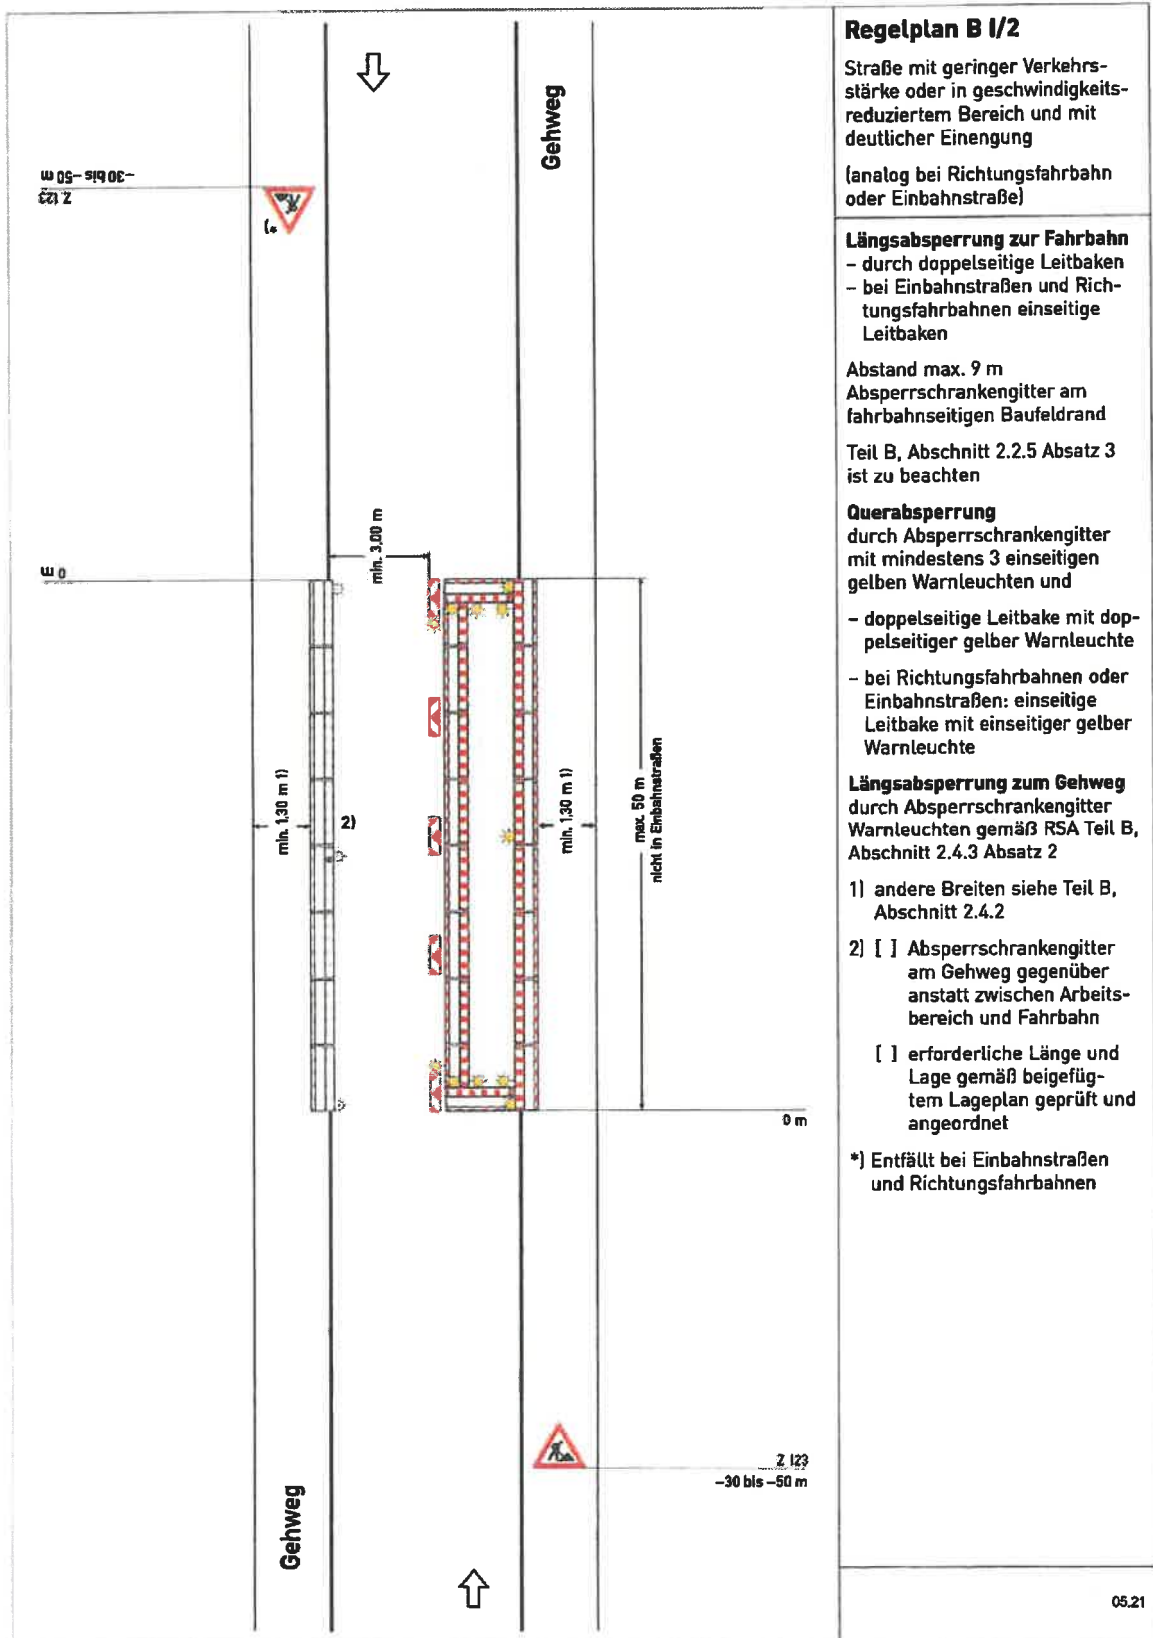 Regelplan B I/2
Straße mit geringer Verkehrs-
stärke oder in geschwindigkeits-
reduziertem Bereich und mit
deutlicher Einengung
(analog bei Richtungsfahrbahn
oder Einbahnstraße)
Längsabsperrung zur Fahrbahn
– durch doppelseitige Leitbaken
– bei Einbahnstraßen und Rich-
tungsfahrbahnen einseitige
Leitbaken
Abstand max. 9 m
Absperrschrankengitter am
fahrbahnseitigen Baufeldrand
Teil B, Abschnitt 2.2.5 Absatz 3
ist zu beachten
Querabsperrung
durch Absperrschrankengitter
mit mindestens 3 einseitigen
gelben Warnleuchten und
– doppelseitige Leitbake mit dop-
pelseitiger gelber Warnleuchte
– bei Richtungsfahrbahnen oder
Einbahnstraßen: einseitige
Leitbake mit einseitiger gelber
Warnleuchte
Längsabsperrung zum Gehweg
durch Absperrschrankengitter
Warnleuchten gemäß RSA Teil B,
Abschnitt 2.4.3 Absatz 2
1) andere Breiten siehe Teil B,
Abschnitt 2.4.2
2) [ ] Absperrschrankengitter
am Gehweg gegenüber
anstatt zwischen Arbeits-
bereich und Fahrbahn
[ ] erforderliche Länge und
Lage gemäß beigefüg-
tem Lageplan geprüft und
angeordnet
*) Entfällt bei Einbahnstraßen
und Richtungsfahrbahnen
05.21
Gehweg
Z 123
–30 bis –50 m
*)
min. 3,00 m
0 m
min. 1,30 m 1)
2)
max. 50 m
nicht in Einbahnstraßen
min. 1,30 m 1)
0 m
Z 123
–30 bis –50 m
Gehweg